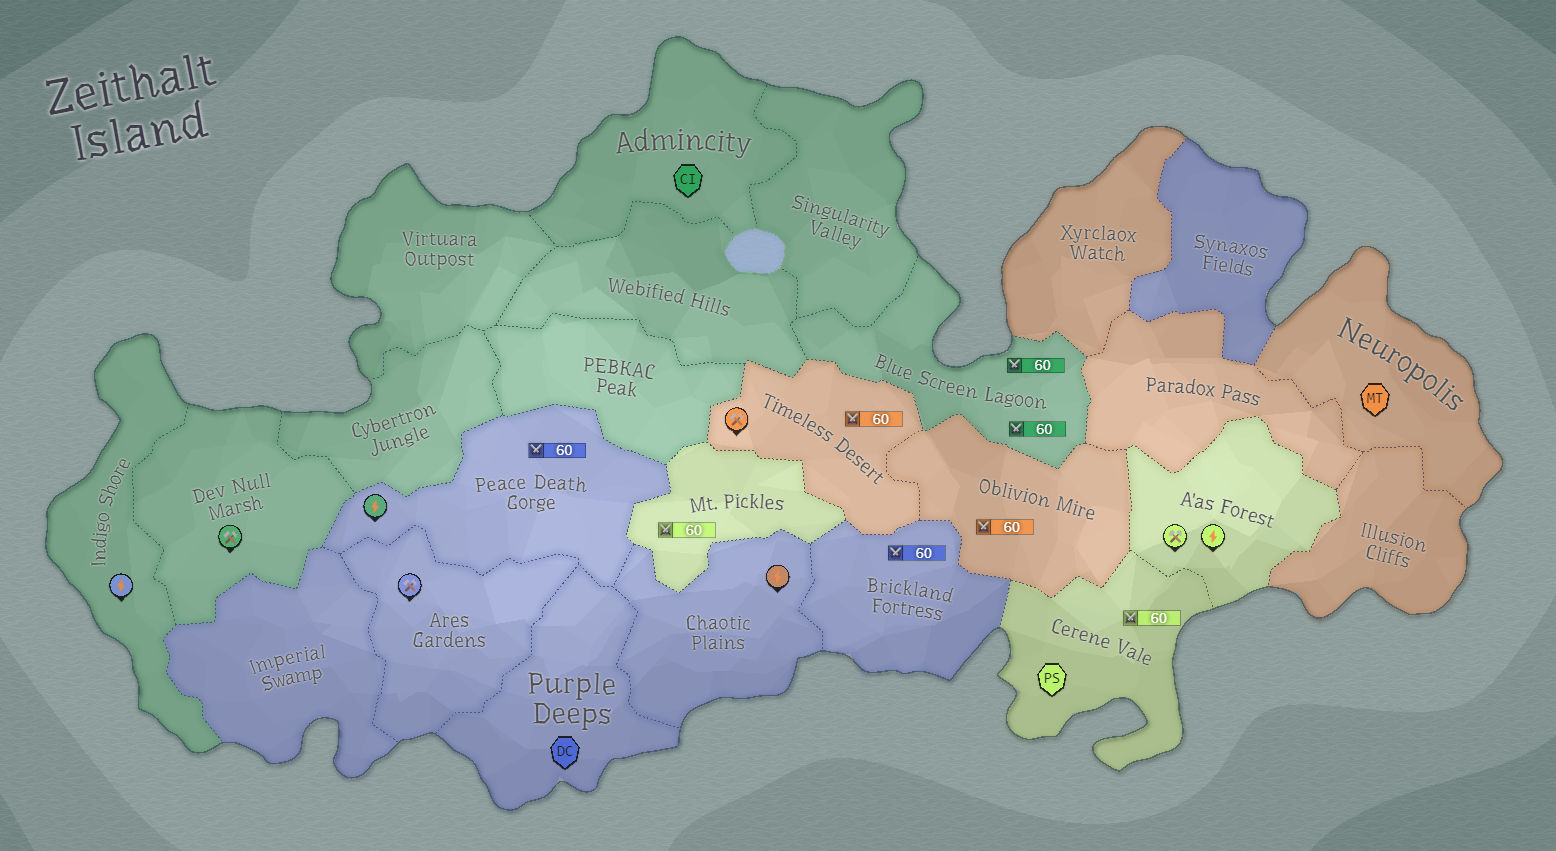 Zeithalt
Island
Admincity
CI
Singularity
Valley
Virtuara
Outpost
Webified Hills
Xyrclaox
Watch
Synaxos
Fields
Neuropolis
MT
PEBKAC
Peak
Blue Screen Lagoon
60
60
Paradox Pass
Timeless Desert
60
Cybertron
Jungle
Indigo Shore
Dev Null
Marsh
60
Peace Death
Gorge
Mt. Pickles
60
Oblivion Mire
60
A'as Forest
Illusion
Cliffs
60
Brickland
Fortress
Ares
Gardens
Chaotic
Plains
60
Cerene Vale
PS
Imperial
Swamp
Purple
Deeps
DC